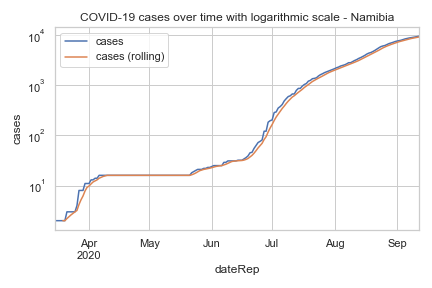 COVID-19 cases over time with logarithmic scale - Namibia
cases
cases (rolling)
10⁴
10³
10²
10¹
cases
Apr
2020
May
Jun
Jul
Aug
Sep
dateRep